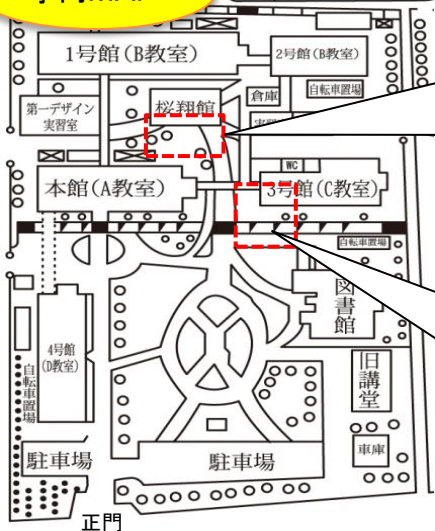 1号館(B教室)
2号館(B教室)
倉庫
自転車置場
第一デザイン
実習室
桜翔館
WC
本館(A教室)
3号館(C教室)
自転車置場
図書館
4号館
(D教室)
自転車置場
旧講堂
車庫
駐車場
駐車場
正門